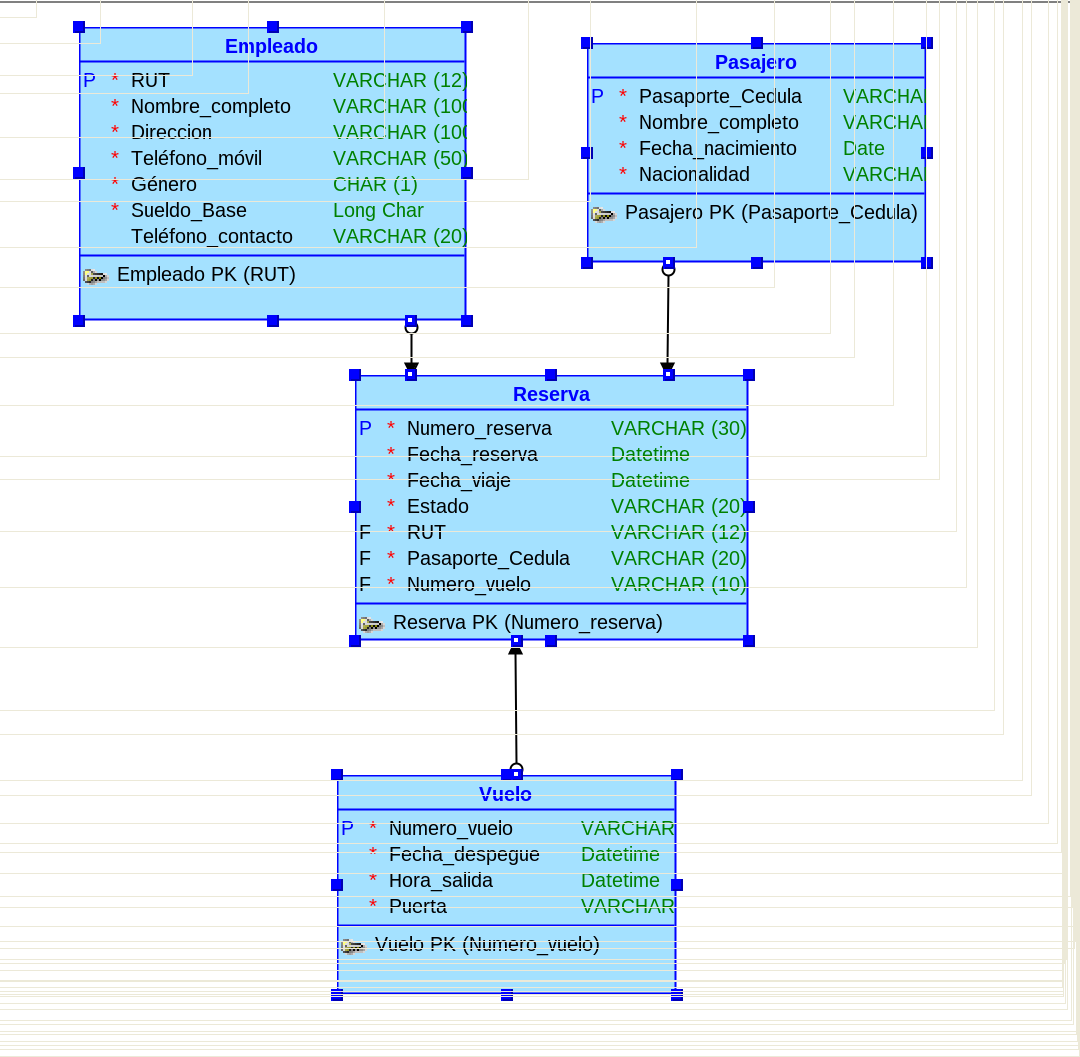 Empleado
P * RUT VARCHAR (12)
* Nombre_completo VARCHAR (100
* Direccion VARCHAR (100
* Teléfono_móvil VARCHAR (50)
* Género CHAR (1)
* Sueldo_Base Long Char
Teléfono_contacto VARCHAR (20)
Empleado PK (RUT)
Pasajero
P * Pasaporte_Cedula VARCHA
* Nombre_completo VARCHA
* Fecha_nacimiento Date
* Nacionalidad VARCHA
Pasajero PK (Pasaporte_Cedula)
Reserva
P * Numero_reserva VARCHAR (30)
* Fecha_reserva Datetime
* Fecha_viaje Datetime
* Estado VARCHAR (20)
F * RUT VARCHAR (12)
F * Pasaporte_Cedula VARCHAR (20)
F * Numero_vuelo VARCHAR (10)
Reserva PK (Numero_reserva)
Vuelo
P * Numero_vuelo VARCHAR
* Fecha_despegue Datetime
* Hora_salida Datetime
* Puerta VARCHAR
Vuelo PK (Numero_vuelo)